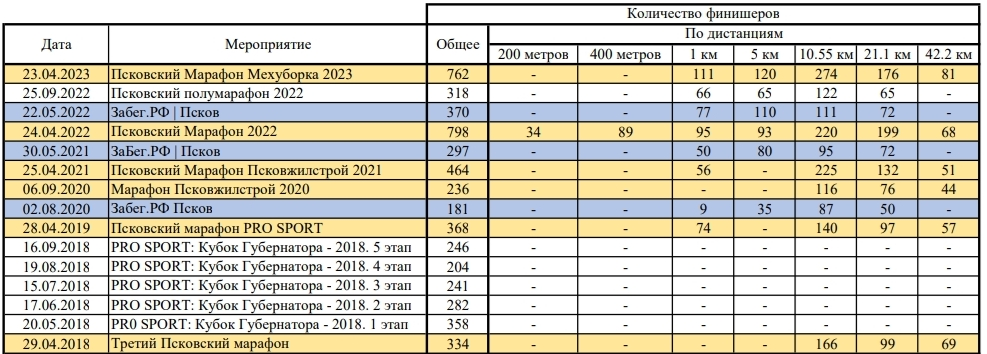 Количество финишеров
По дистанциям
Дата Мероприятие Общее 200 метров 400 метров 1 км 5 км 10.55 км 21.1 км 42.2 км
23.04.2023 Псковский Марафон Мехуборка 2023 762 - - 111 120 274 176 81
25.09.2022 Псковский полумарафон 2022 318 - - 66 65 122 65 -
22.05.2022 Забег.РФ | Псков 370 - - 77 110 111 72 -
24.04.2022 Псковский Марафон 2022 798 34 89 95 93 220 199 68
30.05.2021 ЗаБег.РФ | Псков 297 - - 50 80 95 72 -
25.04.2021 Псковский Марафон Псковжилстрой 2021 464 - - 56 - 225 132 51
06.09.2020 Марафон Псковжилстрой 2020 236 - - - - 116 76 44
02.08.2020 Забег.РФ Псков 181 - - 9 35 87 50 -
28.04.2019 Псковский марафон PRO SPORT 368 - - 74 - 140 97 57
16.09.2018 PRO SPORT: Кубок Губернатора - 2018. 5 этап 246 - - - - - - -
19.08.2018 PRO SPORT: Кубок Губернатора - 2018. 4 этап 204 - - - - - - -
15.07.2018 PRO SPORT: Кубок Губернатора - 2018. 3 этап 241 - - - - - - -
17.06.2018 PRO SPORT: Кубок Губернатора - 2018. 2 этап 282 - - - - - - -
20.05.2018 PR0 SPORT: Кубок Губернатора - 2018. 1 этап 358 - - - - - - -
29.04.2018 Третий Псковский марафон 334 - - - - 166 99 69